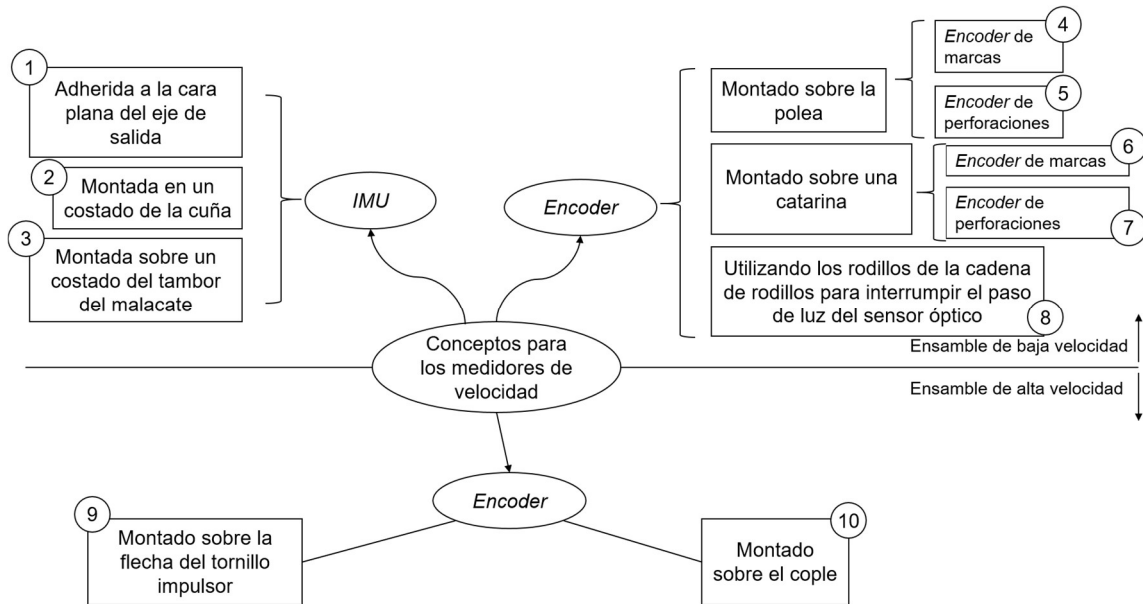 1
Adherida a la cara
plana del eje de
salida
2
Montada en un
costado de la cuña
3
Montada sobre un
costado del tambor
del malacate
IMU
Encoder
Montado sobre la
polea
4
Encoder de
marcas
5
Encoder de
perforaciones
Montado sobre una
catarina
6
Encoder de marcas
Encoder de
perforaciones
7
Utilizando los rodillos de la cadena
de rodillos para interrumpir el paso
de luz del sensor óptico
8
Conceptos para
los medidores de
velocidad
Ensamble de baja velocidad
Ensamble de alta velocidad
Encoder
9
Montado sobre la
flecha del tornillo
impulsor
10
Montado
sobre el cople